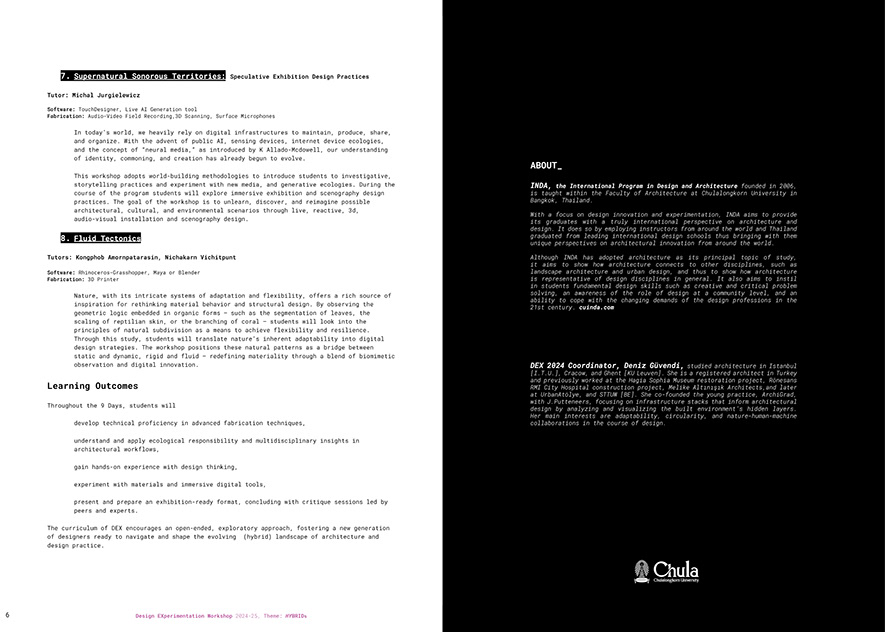 7. Supernatural Sonorous Territories: Speculative Exhibition Design Practices
Tutor: Michal Jurgielewicz
Software: TouchDesigner, Live AI Generation tool
Fabrication: Audio-Video Field Recording,3D Scanning, Surface Microphones
In today's world, we heavily rely on digital infrastructures to maintain, produce, share,
and organize. With the advent of public AI, sensing devices, internet device ecologies,
and the concept of "neural media," as introduced by K Allado-Mcdowell, our understanding
of identity, commoning, and creation has already begun to evolve.
This workshop adopts world-building methodologies to introduce students to investigative,
storytelling practices and experiment with new media, and generative ecologies. During the
course of the program students will explore immersive exhibition and scenography design
practices. The goal of the workshop is to unlearn, discover, and reimagine possible
architectural, cultural, and environmental scenarios through live, reactive, 3d,
audio-visual installation and scenography design.
8. Fluid Tectonics
Tutors: Kongphob Amornpatarasin, Nichakarn Vichitpunt
Software: Rhinoceros-Grasshopper, Maya or Blender
Fabrication: 3D Printer
Nature, with its intricate systems of adaptation and flexibility, offers a rich source of
inspiration for rethinking material behavior and structural design. By observing the
geometric logic embedded in organic forms – such as the segmentation of leaves, the
scaling of reptilian skin, or the branching of coral – students will look into the
principles of natural subdivision as a means to achieve flexibility and resilience.
Through this study, students will translate nature's inherent adaptability into digital
design strategies. The workshop positions these natural patterns as a bridge between
static and dynamic, rigid and fluid – redefining materiality through a blend of biomimetic
observation and digital innovation.
Learning Outcomes
Throughout the 9 Days, students will
develop technical proficiency in advanced fabrication techniques,
understand and apply ecological responsibility and multidisciplinary insights in
architectural workflows,
gain hands-on experience with design thinking,
experiment with materials and immersive digital tools,
present and prepare an exhibition-ready format, concluding with critique sessions led by
peers and experts.
The curriculum of DEX encourages an open-ended, exploratory approach, fostering a new generation
of designers ready to navigate and shape the evolving (hybrid) landscape of architecture and
design practice.
6
Design EXperimentation Workshop 2024-25. Theme: HYBRIDs
ABOUT_
INDA, the International Program in Design and Architecture founded in 2006,
is taught within the Faculty of Architecture at Chulalongkorn University in
Bangkok, Thailand.
With a focus on design innovation and experimentation, INDA aims to provide
its graduates with a truly international perspective on architecture and
design. It does so by employing instructors from around the world and Thailand
graduated from leading international design schools thus bringing with them
unique perspectives on architectural innovation from around the world.
Although INDA has adopted architecture as its principal topic of study,
it aims to show how architecture connects to other disciplines, such as
landscape architecture and urban design, and thus to show how architecture
is representative of design disciplines in general. It also aims to instil
in students fundamental design skills such as creative and critical problem
solving, an awareness of the role of design at a community level, and an
ability to cope with the changing demands of the design professions in the
21st century. cuinda.com
DEX 2024 Coordinator, Deniz Güvendi, studied architecture in Istanbul
[I.T.U.], Cracow, and Ghent [KU Leuven]. She is a registered architect in Turkey
and previously worked at the Hagia Sophia Museum restoration project, Rönesans
RMI City Hospital construction project, Melike Altınışık Architects,and later
at UrbanAtölye, and STTUM [BE]. She co-founded the young practice, ArchiGrad,
with J.Putteneers, focusing on infrastructure stacks that inform architectural
design by analyzing and visualizing the built environment's hidden layers.
Her main interests are adaptability, circularity, and nature-human-machine
collaborations in the course of design.
Chula
Chulalongkorn University